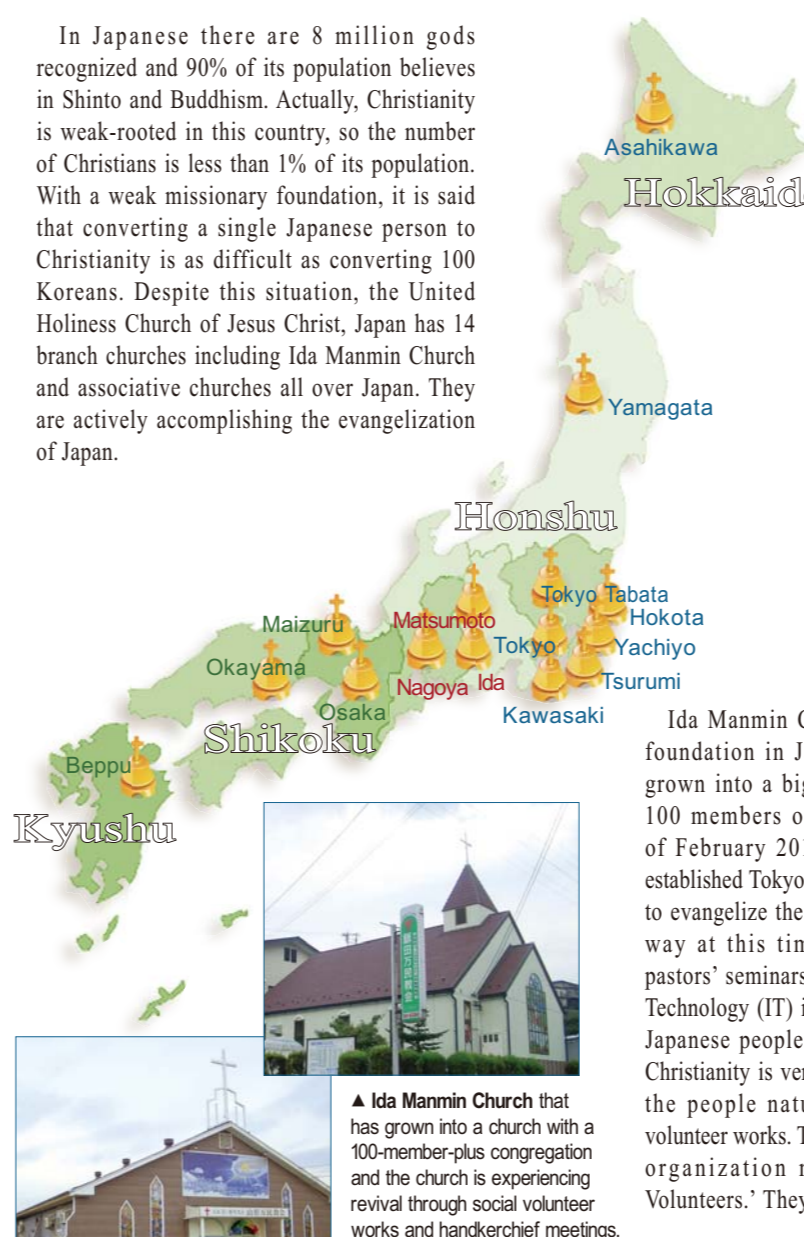 In Japanese there are 8 million gods
recognized and 90% of its population believes
in Shinto and Buddhism. Actually, Christianity
is weak-rooted in this country, so the number
of Christians is less than 1% of its population.
With a weak missionary foundation, it is said
that converting a single Japanese person to
Christianity is as difficult as converting 100
Koreans. Despite this situation, the United
Holiness Church of Jesus Christ, Japan has 14
branch churches including Ida Manmin Church
and associative churches all over Japan. They
are actively accomplishing the evangelization
of Japan.
Asahikawa
Hokkaid
Yamagata
Honshu
Tokyo Tabata
Hokota
Maizuru
Matsumoto
Tokyo
Yachiyo
Okayama
Nagoya
Ida
Tsurumi
Osaka
Kawasaki
Shikoku
Beppu
Kyushu
Ida Manmin C
foundation in J
grown into a big
100 members o
of February 201
established Tokyo
to evangelize the
way at this tim
pastors' seminars
Technology (IT) i
Japanese people
Christianity is ver
the people natu
volunteer works. T
organization n
Volunteers.' They
▲ Ida Manmin Church that
has grown into a church with a
100-member-plus congregation
and the church is experiencing
revival through social volunteer
works and handkerchief meetings.